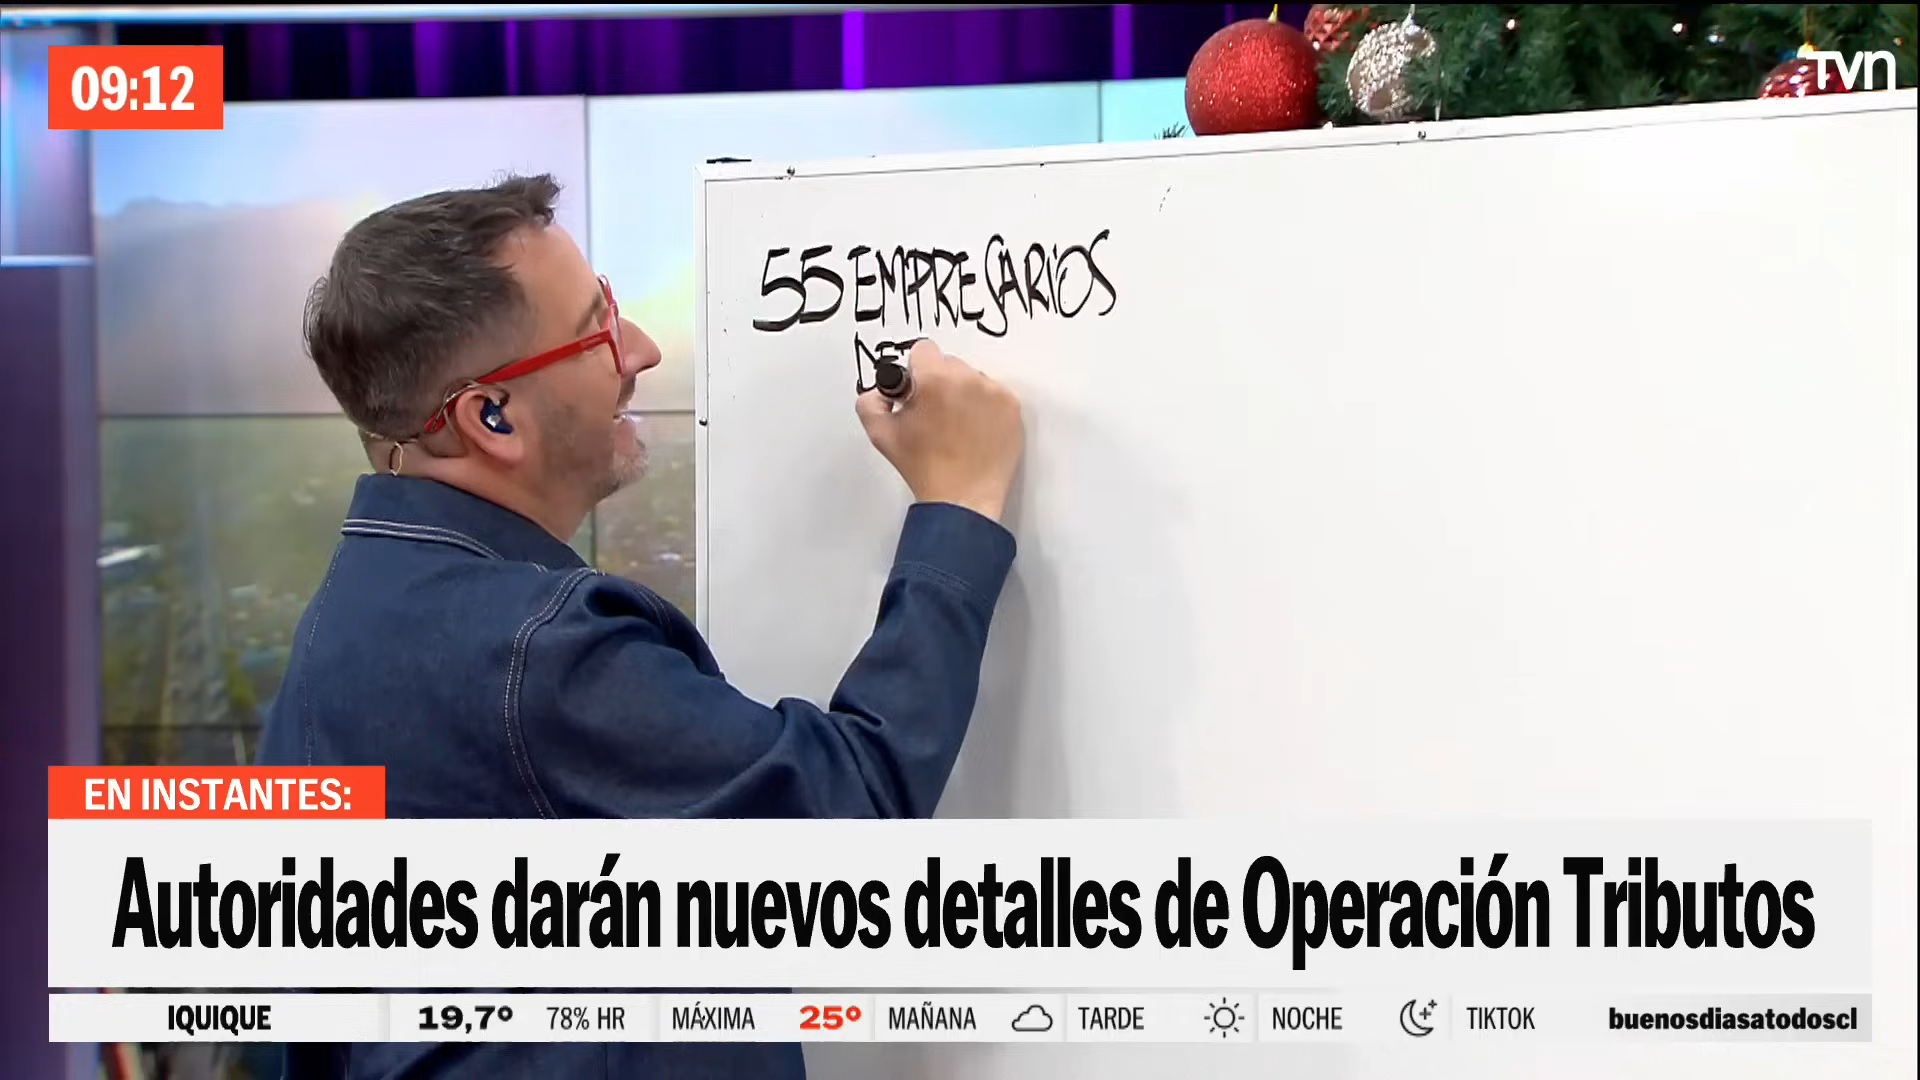 09:12
TVN
55 EMPRESARIOS
DET
EN INSTANTES:
Autoridades darán nuevos detalles de Operación Tributos
IQUIQUE 19,7° 78% HR MÁXIMA 25° MAÑANA TARDE NOCHE TIKTOK buenosdiasatodoscl